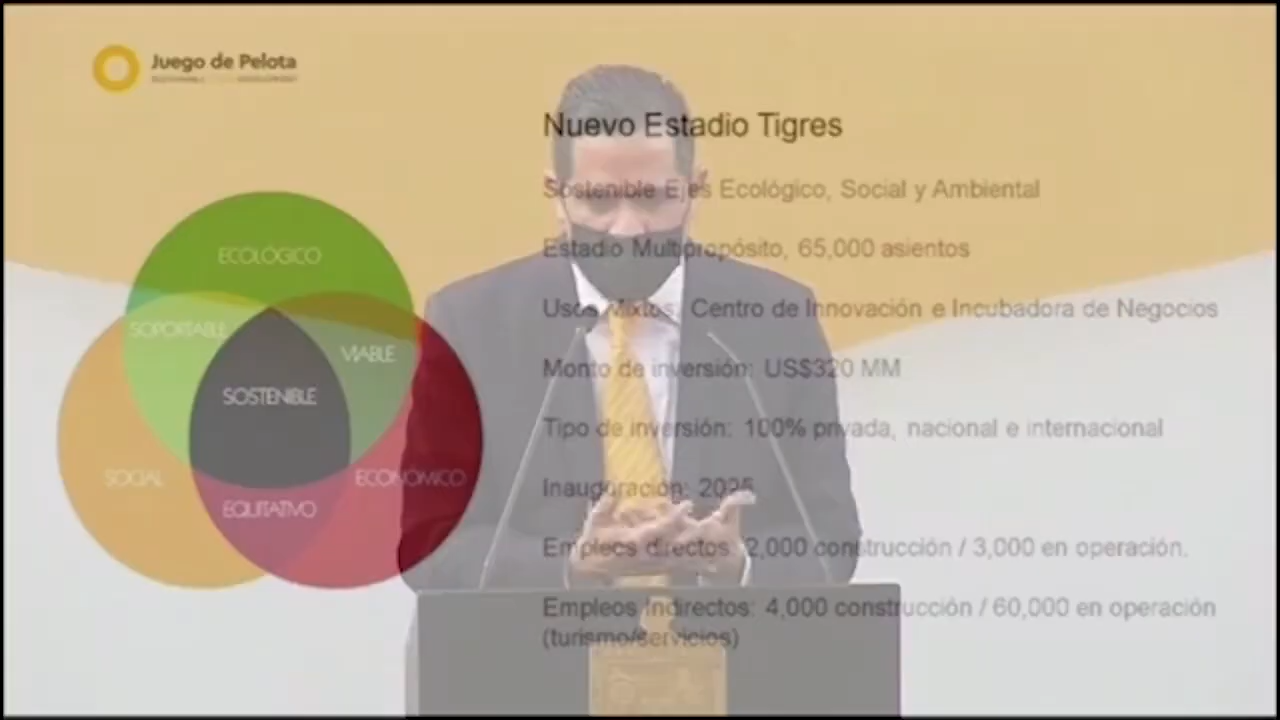 Juego de Pelota
Nuevo Estadio Tigres
Sostenible Ejes Ecológico, Social y Ambiental
Estadio Multipropósito, 65,000 asientos
Usos Mixtos, Centro de Innovación e Incubadora de Negocios
Monto de inversión: US$320 MM
Tipo de inversión: 100% privada, nacional e internacional
Inauguración: 2025
Empleos directos: 2,000 construcción / 3,000 en operación.
Empleos Indirectos: 4,000 construcción / 60,000 en operación
(turismo/servicios)
ECOLÓGICO
SOPORTABLE
VIABLE
SOSTENIBLE
SOCIAL
ECONÓMICO
EQUITATIVO